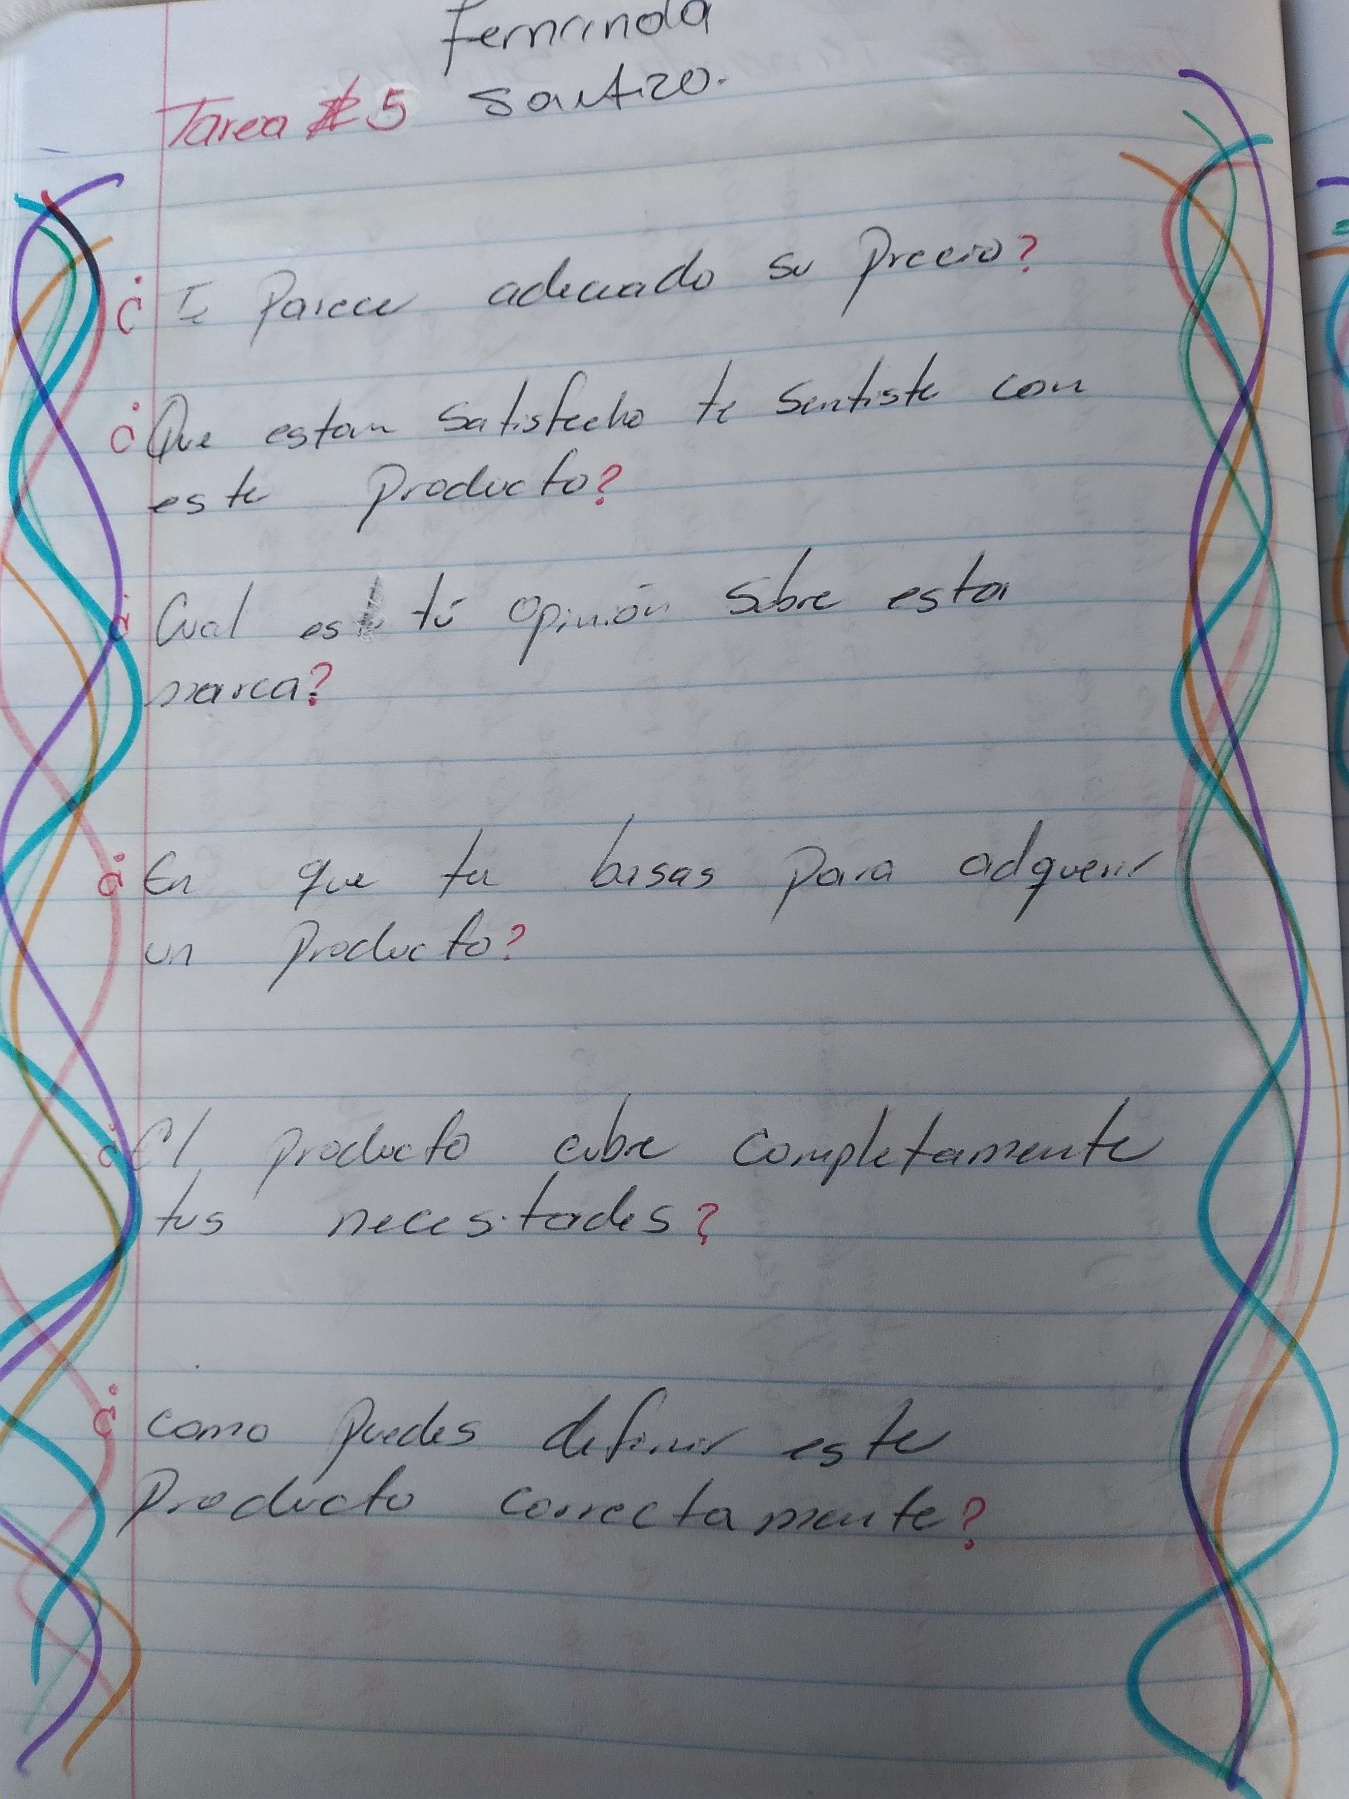 Fernanda
Tarea # 5 Santizo.
¿Te Parece adecuado su Precio?
¿Que estan satisfecho te sentiste con
este Producto?
¿Cual es tú Opinión sobre esta
marca?
¿En que tu basas para adquerir
un Producto?
¿El producto cubre completamente
tus necesitades?
¿como Puedes definir este
Producto correctamente?